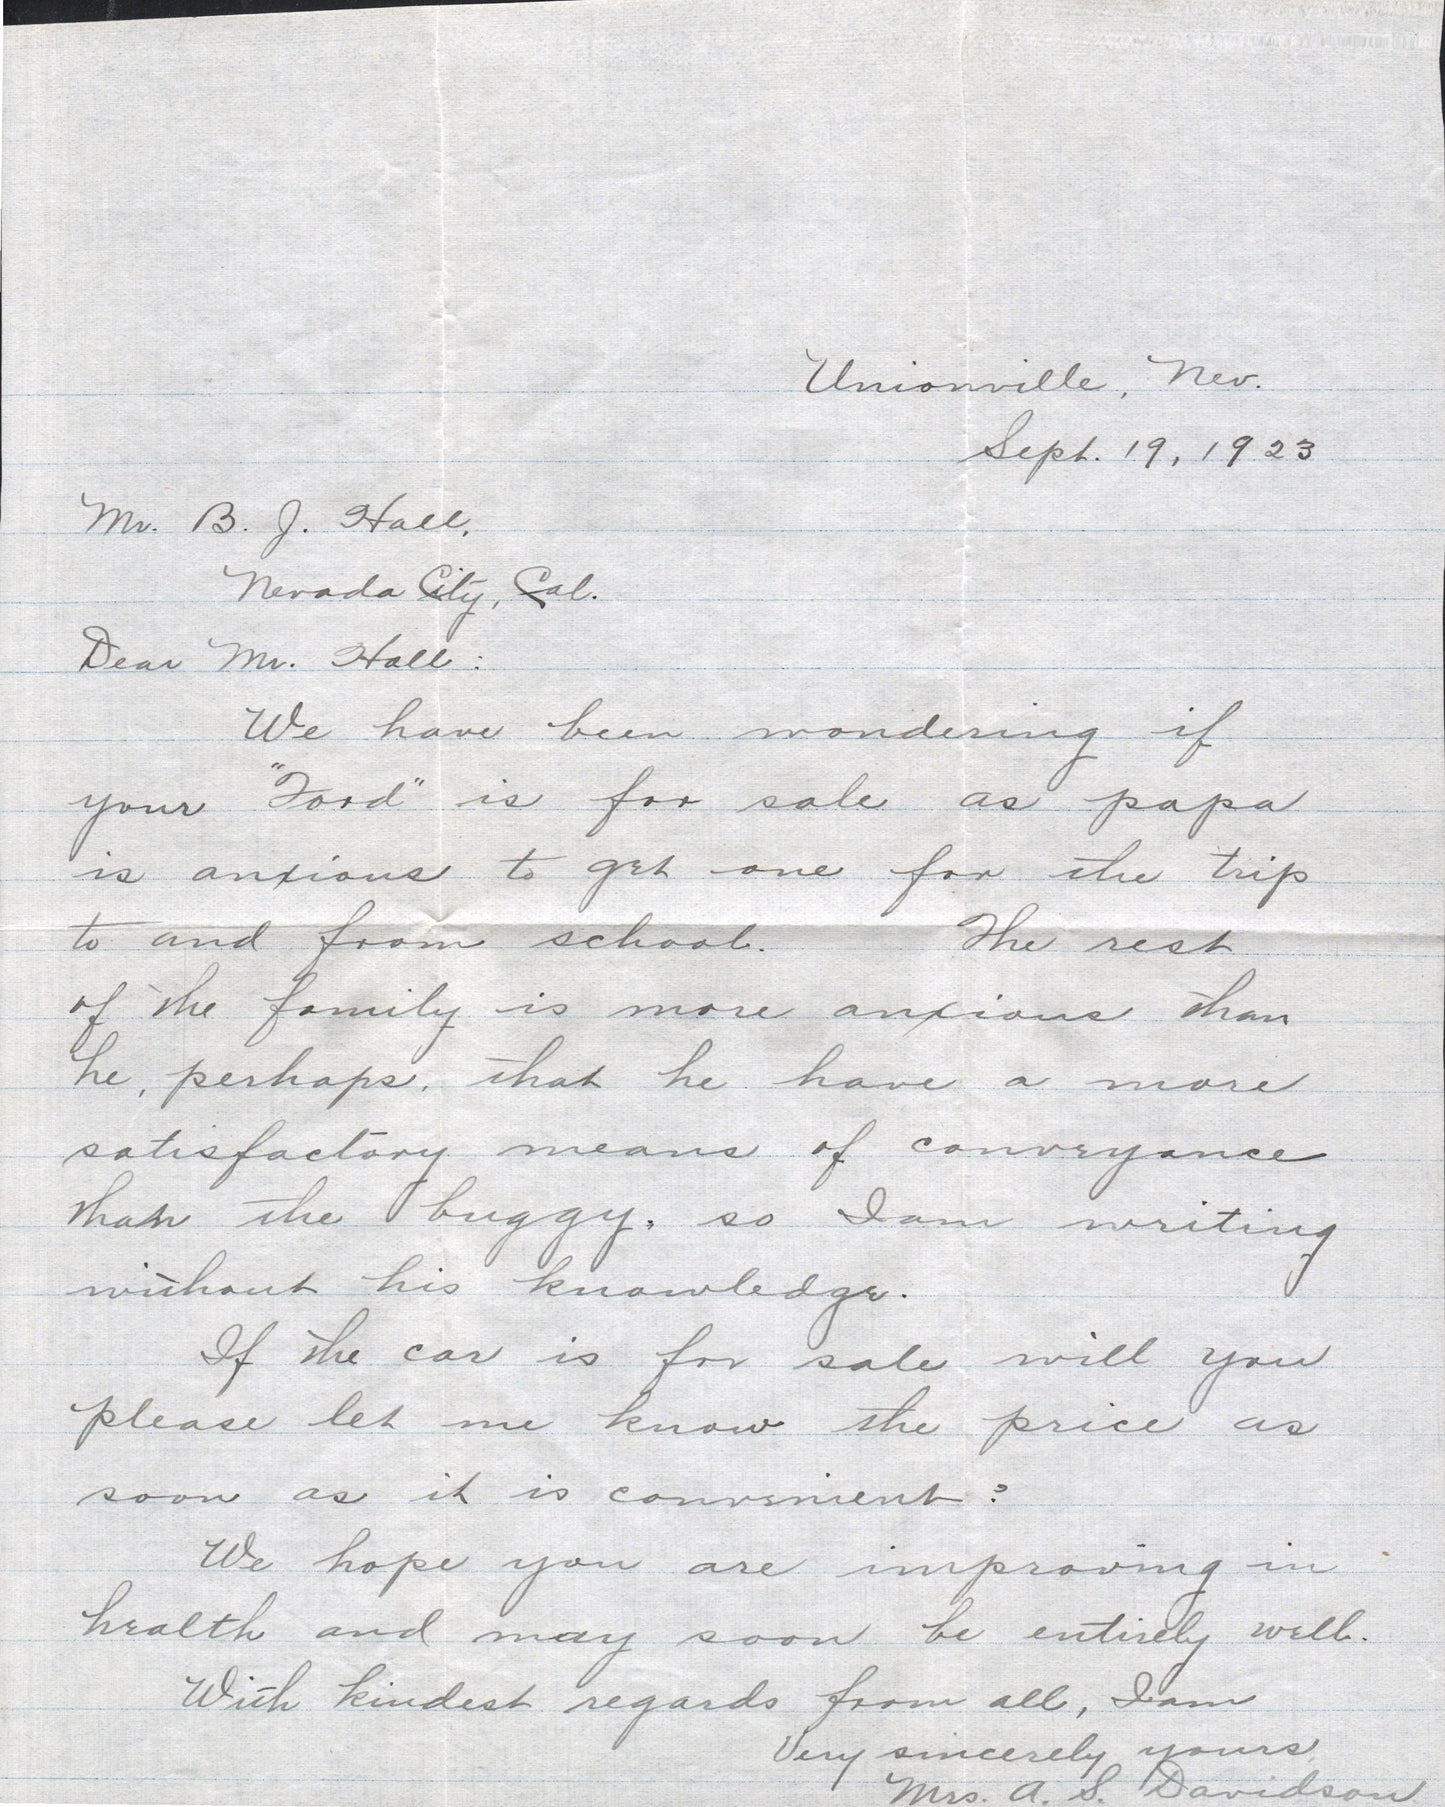 Unionville, Nev.
Sept. 19, 1923
Mr. B. J. Hall,
Nevada City, Cal.
Dear Mr. Hall:
We have been wondering if
your "Ford" is for sale as papa
is anxious to get one for the trip
to and from school. The rest
of the family is more anxious than
he, perhaps, that he have a more
satisfactory means of conveyance
than the buggy, so I am writing
without his knowledge.
If the car is for sale will you
please let me know the price as
soon as it is convenient?
We hope you are improving in
health and may soon be entirely well.
With kindest regards from all, I am
Very sincerely yours
Mrs. A. S. Davidson